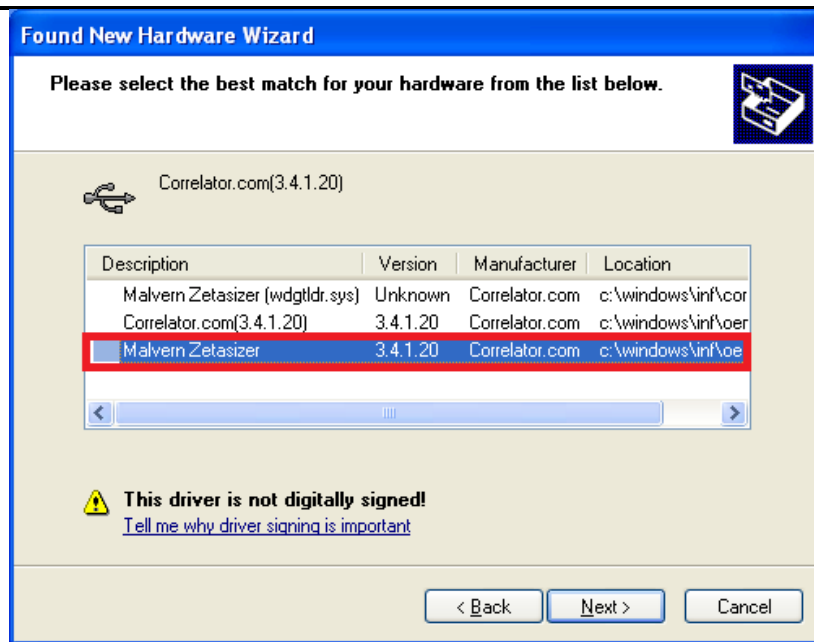 Found New Hardware Wizard
Please select the best match for your hardware from the list below.
Correlator.com(3.4.1.20)
Description Version Manufacturer Location
Malvern Zetasizer (wdgtldr.sys) Unknown Correlator.com c:\windows\inf\cor
Correlator.com(3.4.1.20) 3.4.1.20 Correlator.com c:\windows\inf\oer
Malvern Zetasizer 3.4.1.20 Correlator.com c:\windows\inf\oe
This driver is not digitally signed!
Tell me why driver signing is important
< Back Next > Cancel